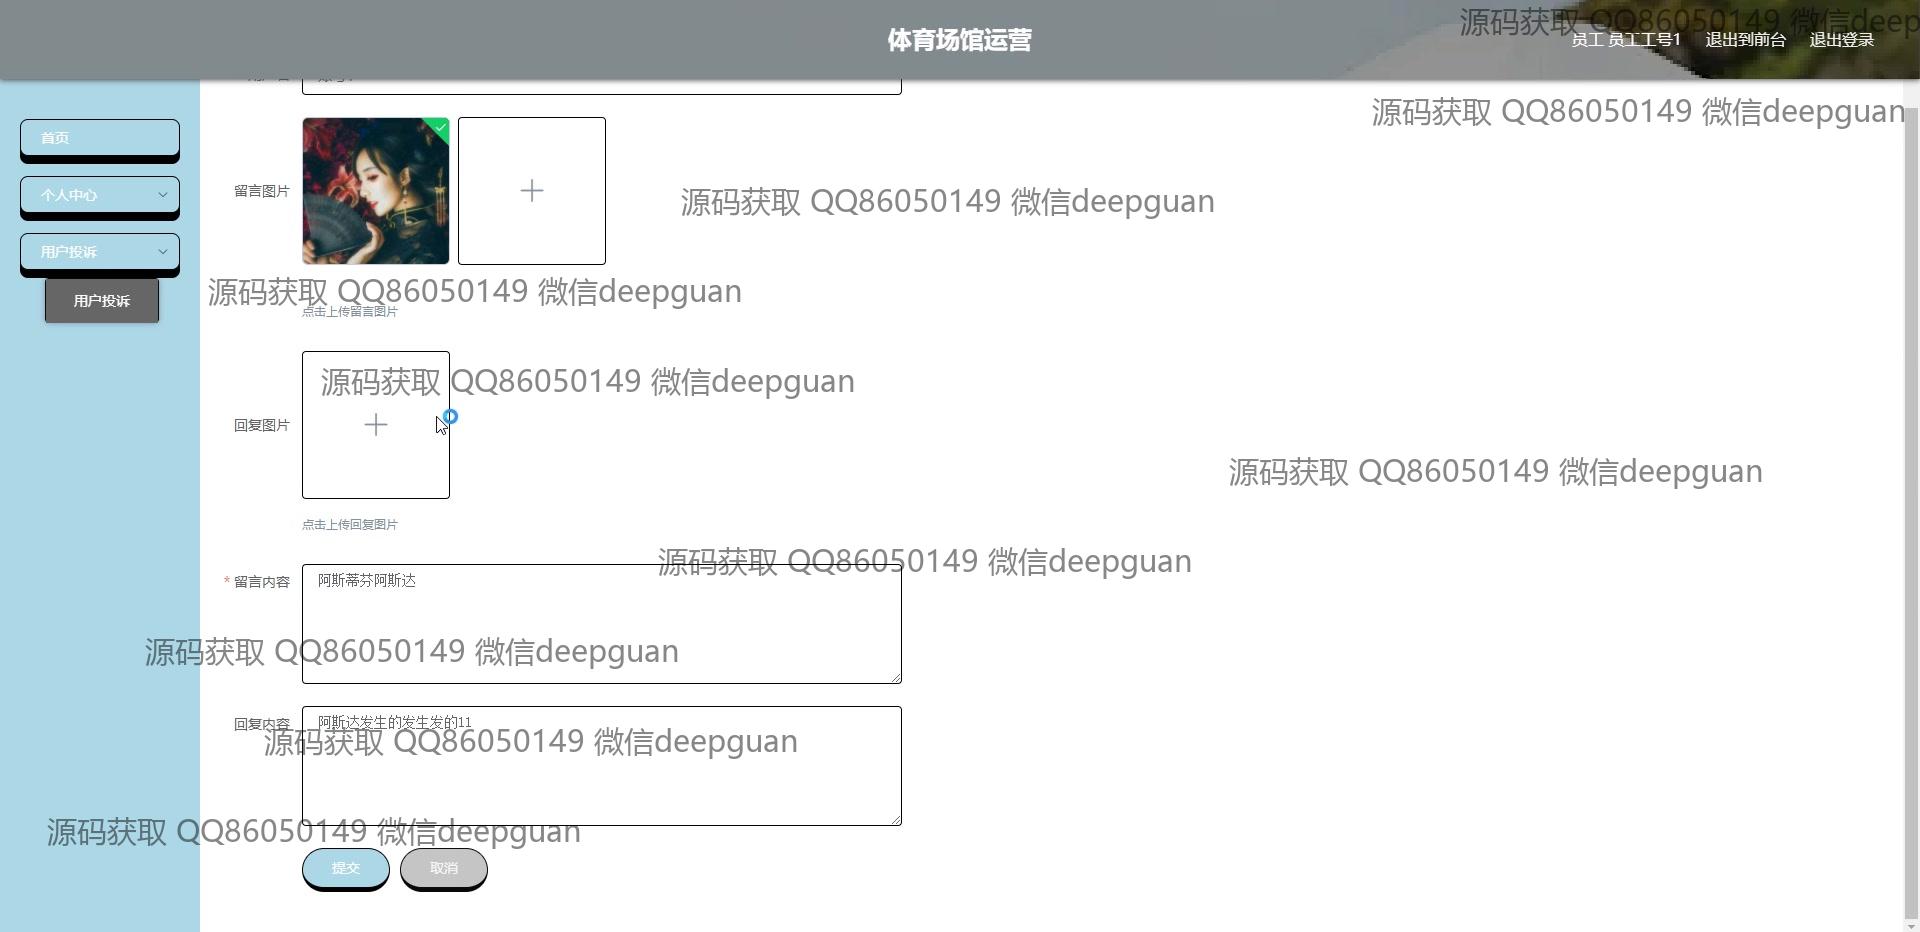 体育场馆运营
源码获取 QQ86050149 微信deep
员工 员工工号1 退出到前台 退出登录
源码获取 QQ86050149 微信deepguan
首页
个人中心
留言图片
源码获取 QQ86050149 微信deepguan
用户投诉
用户投诉
源码获取 QQ86050149 微信deepguan
点击上传留言图片
源码获取 QQ86050149 微信deepguan
回复图片
源码获取 QQ86050149 微信deepguan
点击上传回复图片
源码获取 QQ86050149 微信deepguan
* 留言内容 阿斯蒂芬阿斯达
源码获取 QQ86050149 微信deepguan
回复内容 阿斯达发生的发生发的11
源码获取 QQ86050149 微信deepguan
源码获取 QQ86050149 微信deepguan
提交 取消